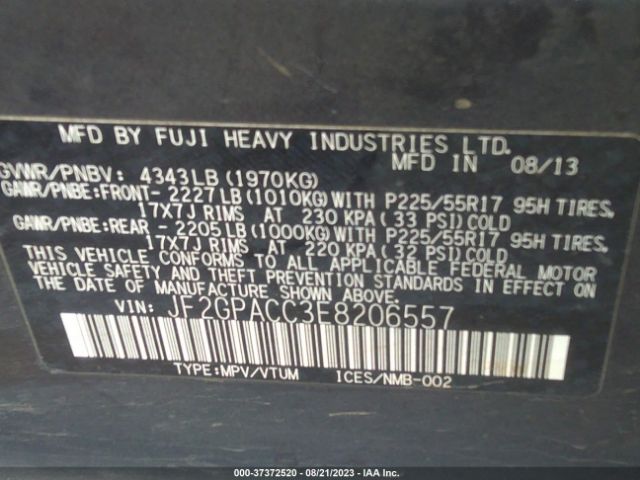 MFD BY FUJI HEAVY INDUSTRIES LTD.
MFD IN 08/13
GVWR/PNBV: 4343LB (1970KG)
GAWR/PNBE:FRONT- 2227LB (1010KG) WITH P225/55R17 95H TIRES,
17X7J RIMS AT 230 KPA (33 PSI) COLD
GAWR/PNBE:REAR - 2205LB (1000KG) WITH P225/55R17 95H TIRES,
17X7J RIMS AT 220 KPA (32 PSI) COLD
THIS VEHICLE CONFORMS TO ALL APPLICABLE FEDERAL MOTOR
VEHICLE SAFETY AND THEFT PREVENTION STANDARDS IN EFFECT ON
THE DATE OF MANUFACTURE SHOWN ABOVE.
VIN: JF2GPACC3E8206557
TYPE:MPV/VTUM ICES/NMB-002
000-37372520 - 08/21/2023 - IAA